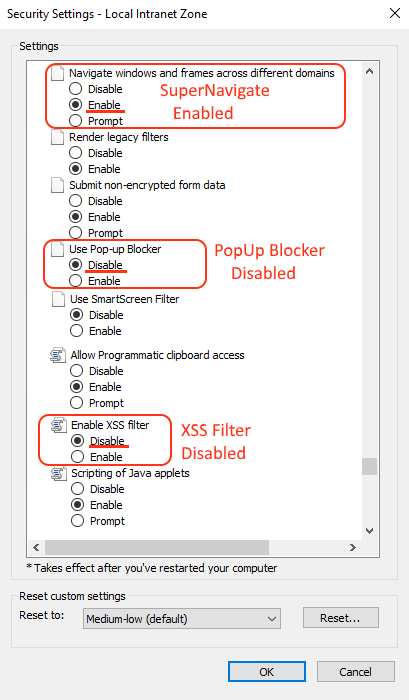 Security Settings - Local Intranet Zone
Settings
Navigate windows and frames across different domains
Disable
Enable
Prompt
SuperNavigate
Enabled
Render legacy filters
Disable
Enable
Submit non-encrypted form data
Disable
Enable
Prompt
Use Pop-up Blocker
Disable
Enable
PopUp Blocker
Disabled
Use SmartScreen Filter
Disable
Enable
Allow Programmatic clipboard access
Disable
Enable
Prompt
Enable XSS filter
Disable
Enable
XSS Filter
Disabled
Scripting of Java applets
Disable
Enable
Prompt
*Takes effect after you've restarted your computer
Reset custom settings
Reset to:
Medium-low (default)
Reset...
OK
Cancel